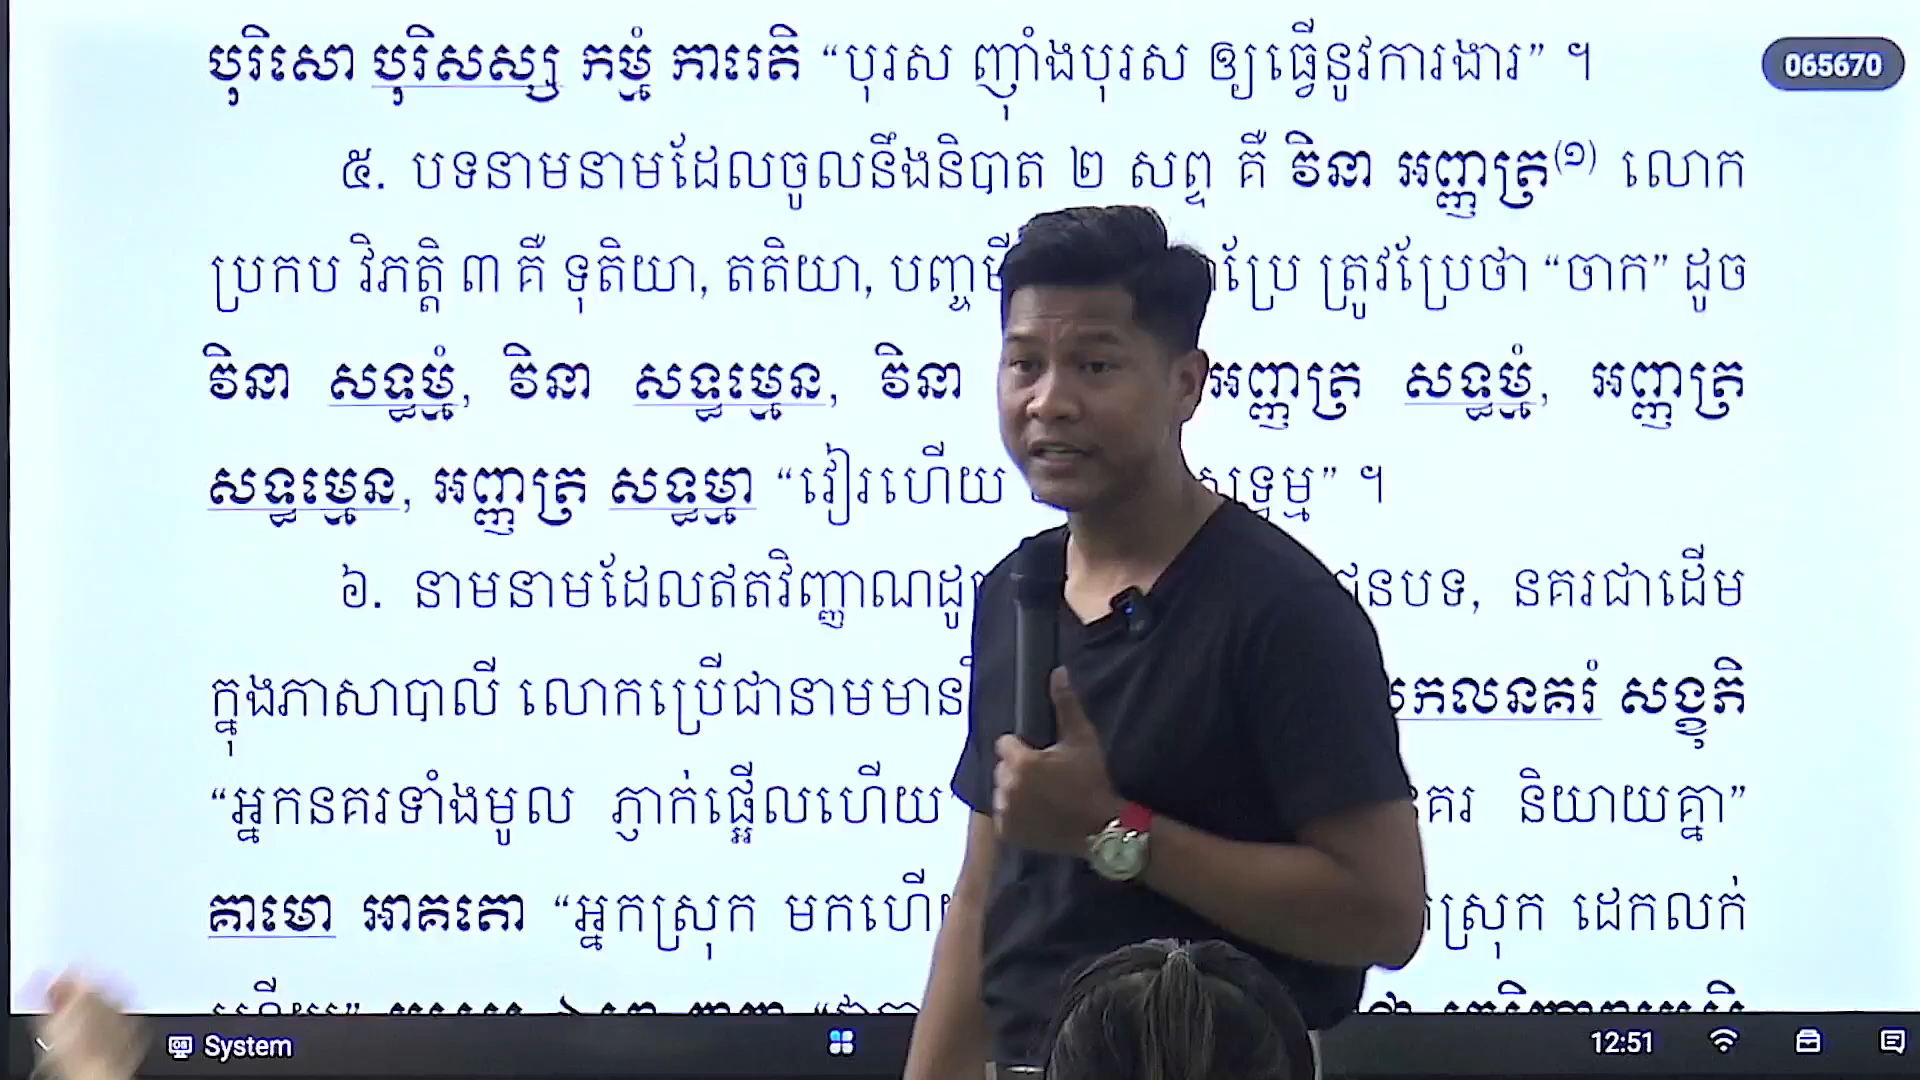 បុរិសោ បុរិសស្ស កម្មំ ការេតិ “បុរស ញ៉ាំងបុរស ឲ្យធ្វើនូវការងារ” ។
065670
៥. បទនាមនាមដែលចូលនឹងនិបាត ២ សព្ទ គឺ វិនា អញ្ញត្រ(១) លោក
ប្រកប វិភត្តិ ៣ គឺ ទុតិយា, តតិយា, បញ្ចមី ប្រែ ត្រូវប្រែថា “ចាក” ដូច
វិនា សទ្ធម្មំ, វិនា សទ្ធម្មេន, វិនា អញ្ញត្រ សទ្ធម្មំ, អញ្ញត្រ
សទ្ធម្មេន, អញ្ញត្រ សទ្ធម្មា “វៀរហើយ សទ្ធម្ម” ។
៦. នាមនាមដែលឥតវិញ្ញាណដូច ជនបទ, នគរជាដើម
ក្នុងភាសាបាលី លោកប្រើជានាមមាន សកលនគរំ សង្ខុភិ
“អ្នកនគរទាំងមូល ភ្ញាក់ផ្អើលហើយ” នគរ និយាយគ្នា”
គាមោ អាគតោ “អ្នកស្រុក មកហើយ ស្រុក ដេកលក់
System
12:51